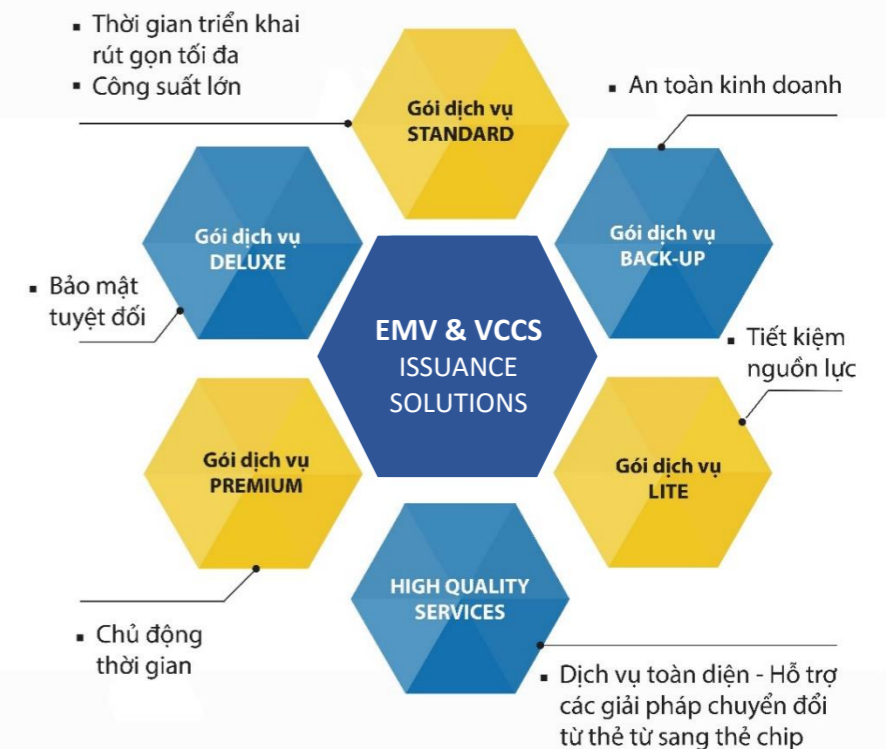 ▪ Thời gian triển khai
rút gọn tối đa
▪ Công suất lớn
Gói dịch vụ
STANDARD
▪ An toàn kinh doanh
Gói dịch vụ
DELUXE
Gói dịch vụ
BACK-UP
▪ Bảo mật
tuyệt đối
EMV & VCCS
ISSUANCE
SOLUTIONS
▪ Tiết kiệm
nguồn lực
Gói dịch vụ
PREMIUM
Gói dịch vụ
LITE
HIGH QUALITY
SERVICES
▪ Chủ động
thời gian
▪ Dịch vụ toàn diện - Hỗ trợ
các giải pháp chuyển đổi
từ thẻ từ sang thẻ chip